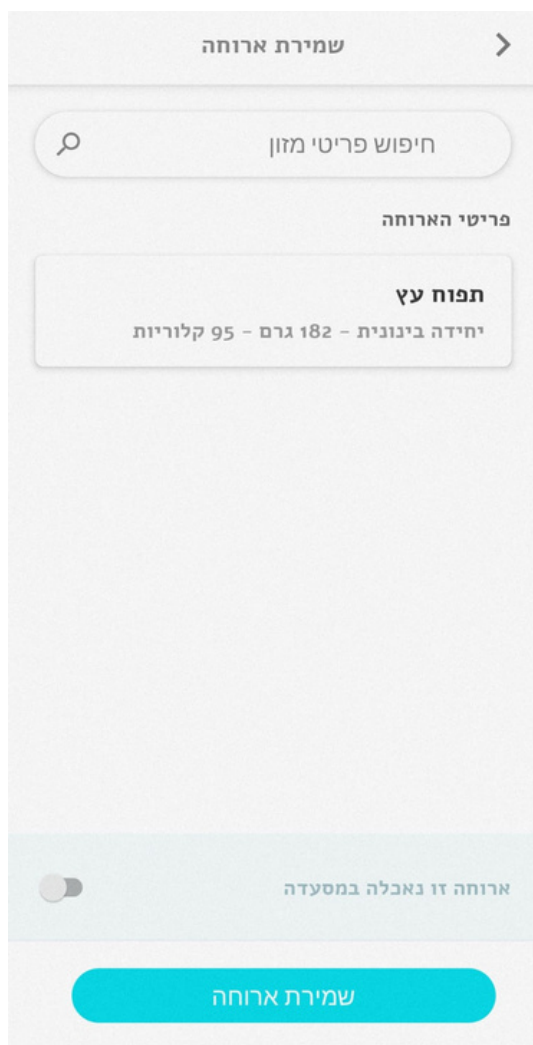 שמירת ארוחה
חיפוש פריטי מזון
פריטי הארוחה
תפוח עץ
יחידה בינונית - 182 גרם - 95 קלוריות
ארוחה זו נאכלה במסעדה
שמירת ארוחה